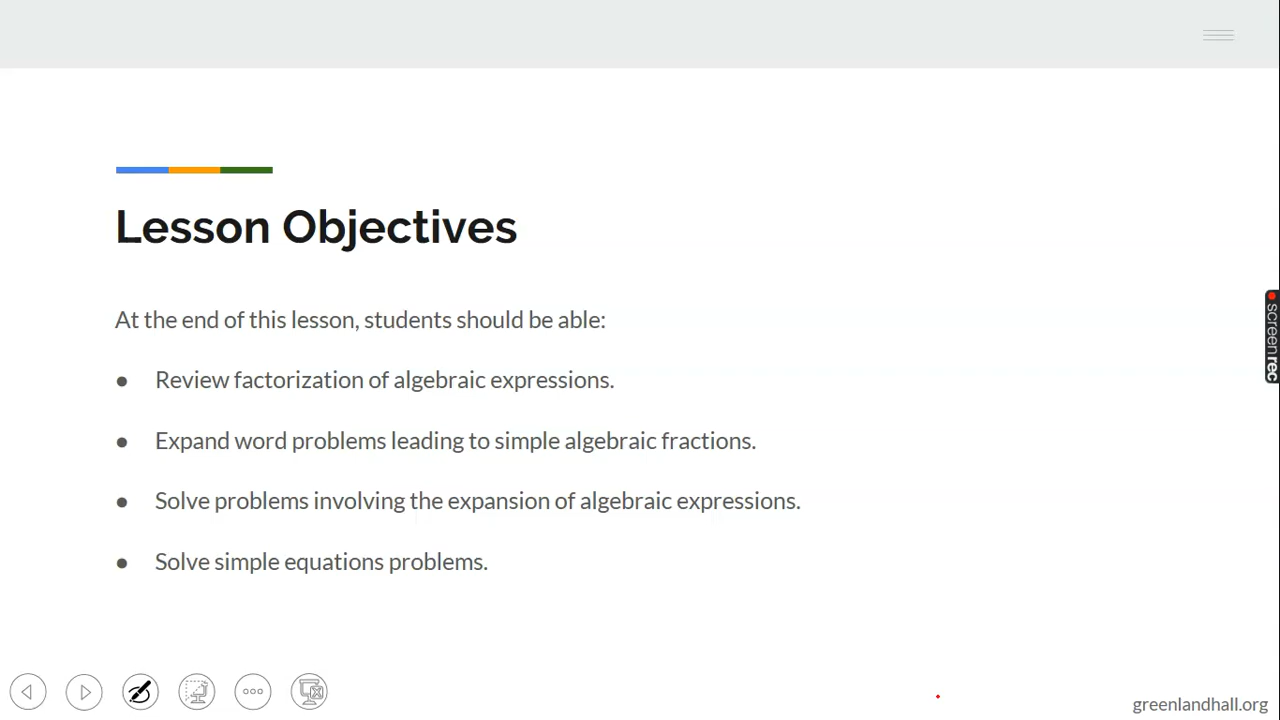 Lesson Objectives
At the end of this lesson, students should be able:
● Review factorization of algebraic expressions.
● Expand word problems leading to simple algebraic fractions.
● Solve problems involving the expansion of algebraic expressions.
● Solve simple equations problems.
screenrec
greenlandhall.org